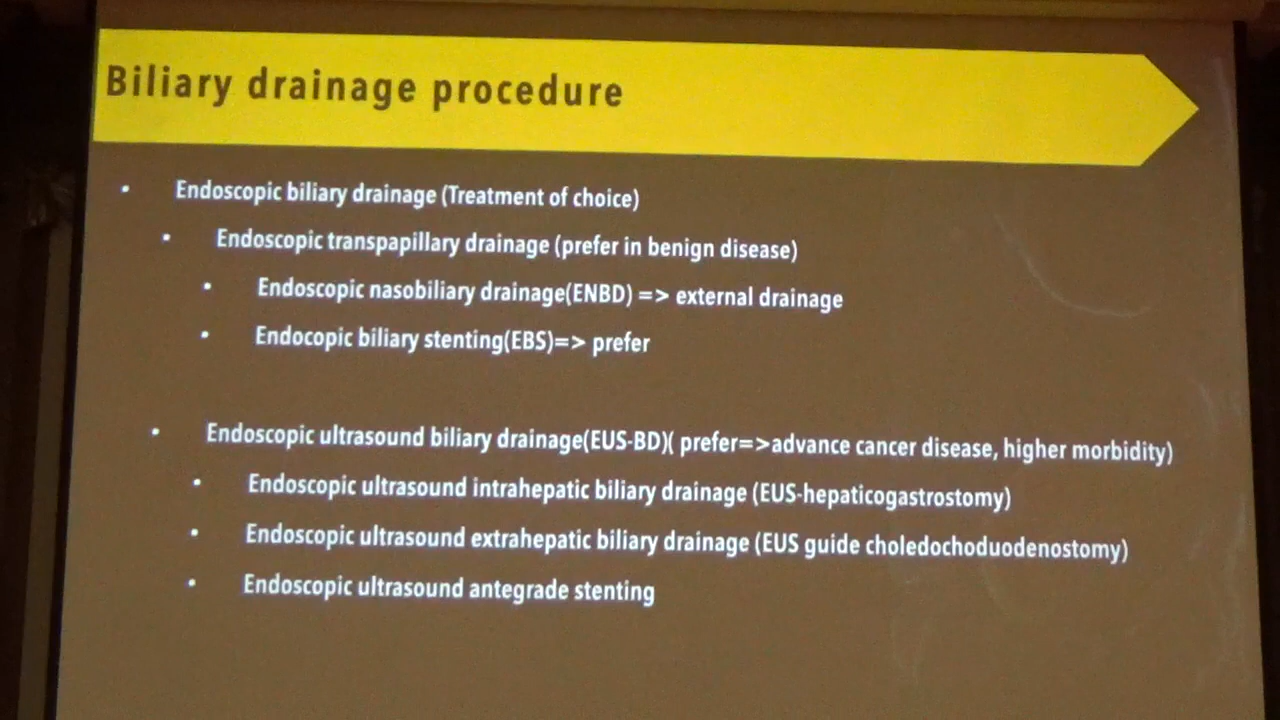 Biliary drainage procedure
• Endoscopic biliary drainage (Treatment of choice)
• Endoscopic transpapillary drainage (prefer in benign disease)
• Endoscopic nasobiliary drainage(ENBD) => external drainage
• Endocopic biliary stenting(EBS)=> prefer
• Endoscopic ultrasound biliary drainage(EUS-BD)( prefer=>advance cancer disease, higher morbidity)
• Endoscopic ultrasound intrahepatic biliary drainage (EUS-hepaticogastrostomy)
• Endoscopic ultrasound extrahepatic biliary drainage (EUS guide choledochoduodenostomy)
• Endoscopic ultrasound antegrade stenting